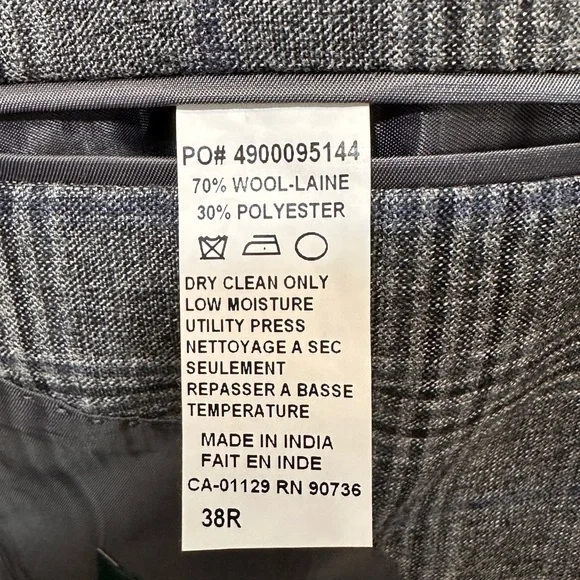 PO# 4900095144
70% WOOL-LAINE
30% POLYESTER
DRY CLEAN ONLY
LOW MOISTURE
UTILITY PRESS
NETTOYAGE A SEC
SEULEMENT
REPASSER A BASSE
TEMPERATURE
MADE IN INDIA
FAIT EN INDE
CA-01129 RN 90736
38R